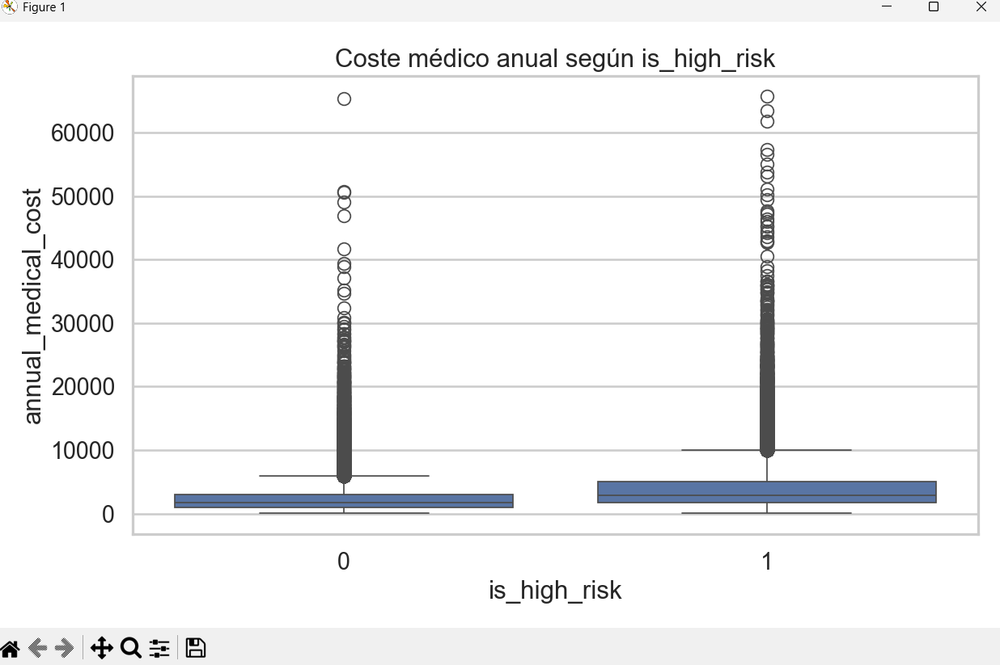 Figure 1
Coste médico anual según is_high_risk
60000
50000
40000
30000
20000
10000
0
annual_medical_cost
0 1
is_high_risk